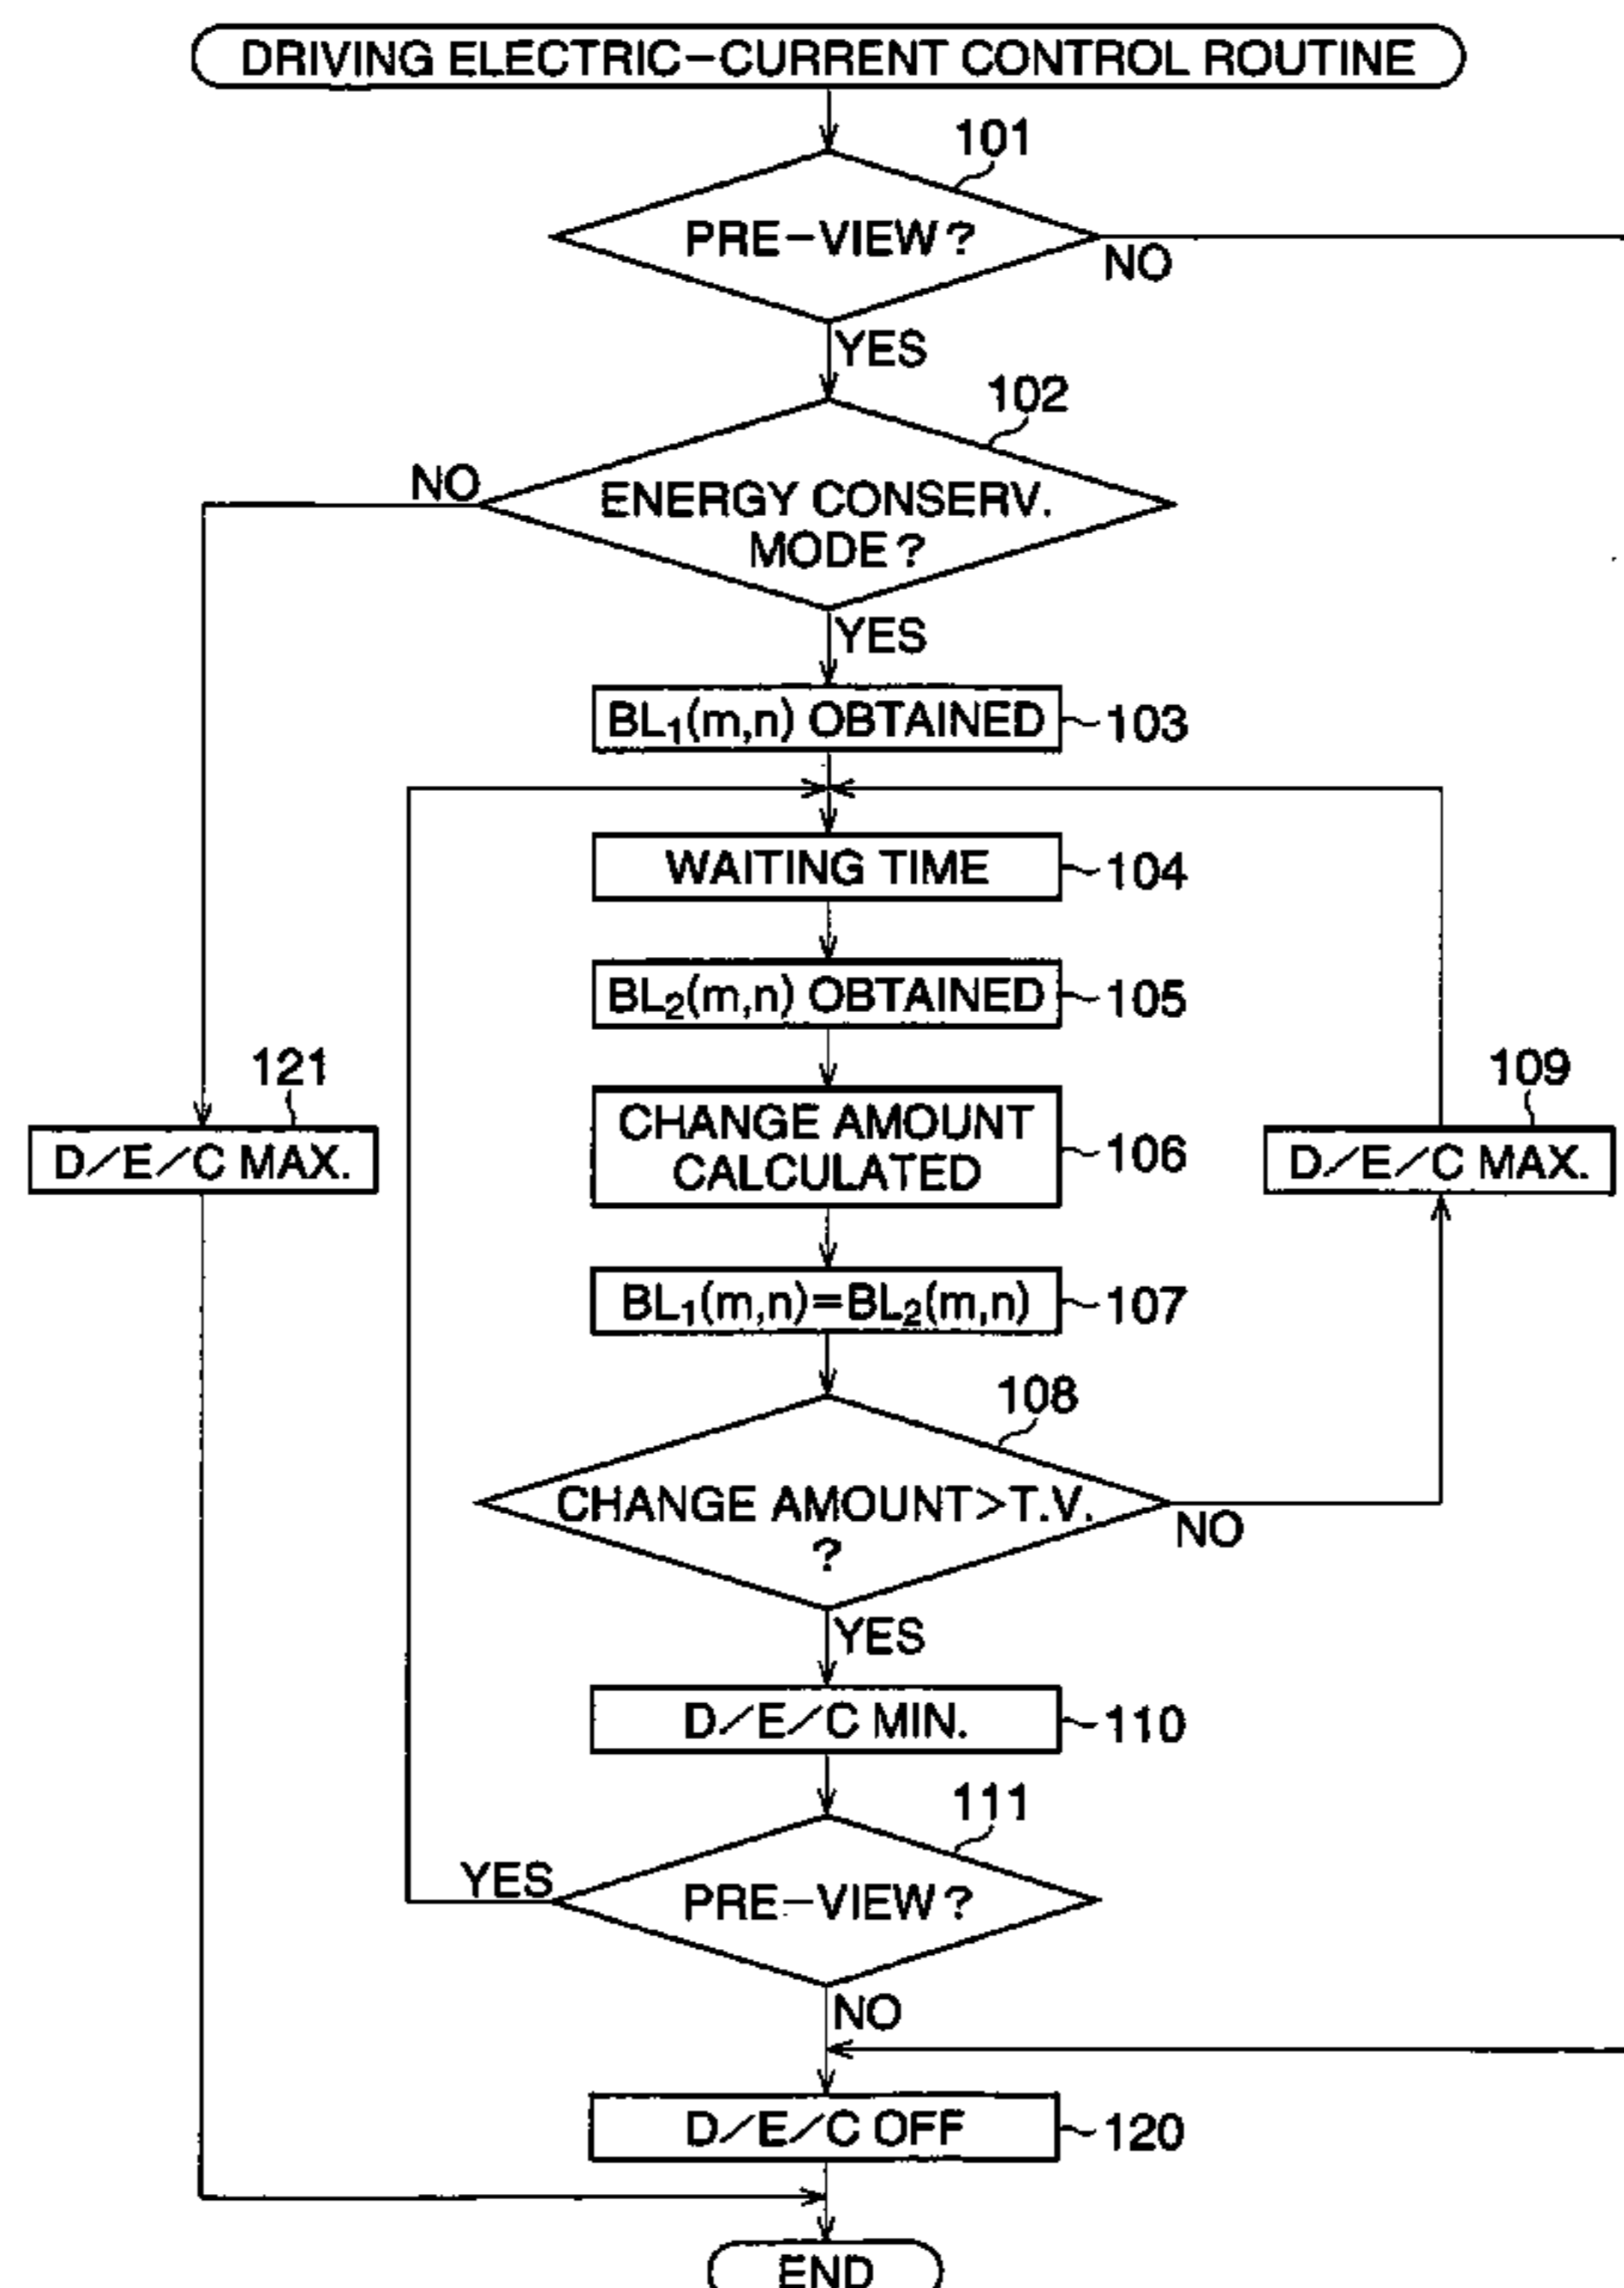 DRIVING ELECTRIC-CURRENT CONTROL ROUTINE
101
PRE-VIEW?
NO
YES
102
NO
ENERGY CONSERV.
MODE?
YES
BL₁(m,n) OBTAINED
103
WAITING TIME
104
BL₂(m,n) OBTAINED
105
121
D/E/C MAX.
CHANGE AMOUNT
CALCULATED
106
109
D/E/C MAX.
BL₁(m,n)=BL₂(m,n)
107
108
CHANGE AMOUNT>T.V.
?
NO
YES
D/E/C MIN.
110
111
YES
PRE-VIEW?
NO
D/E/C OFF
120
END